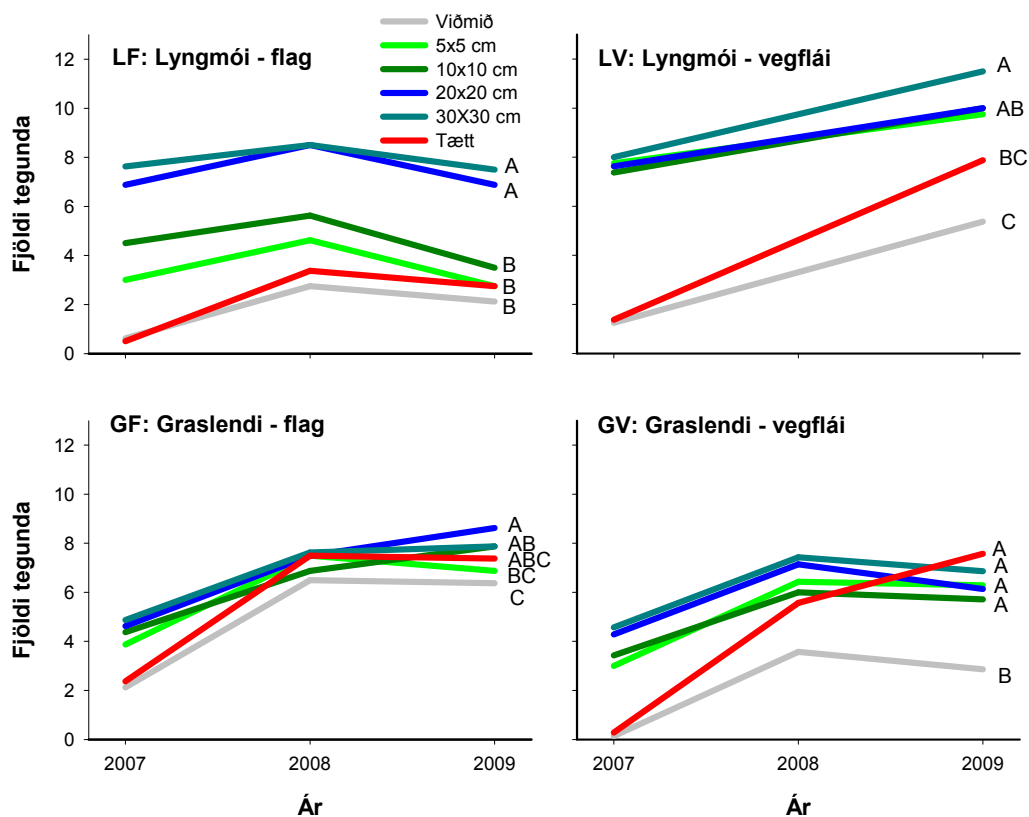 LF: Lyngmói - flag
Viðmið
5x5 cm
10x10 cm
20x20 cm
30X30 cm
Tætt
Fjöldi tegunda
12
10
8
6
4
2
0
A
A
B
B
B
LV: Lyngmói - vegflái
A
AB
BC
C
GF: Graslendi - flag
Fjöldi tegunda
12
10
8
6
4
2
0
A
AB
ABC
BC
C
2007
2008
2009
Ár
GV: Graslendi - vegflái
A
A
A
A
B
2007
2008
2009
Ár